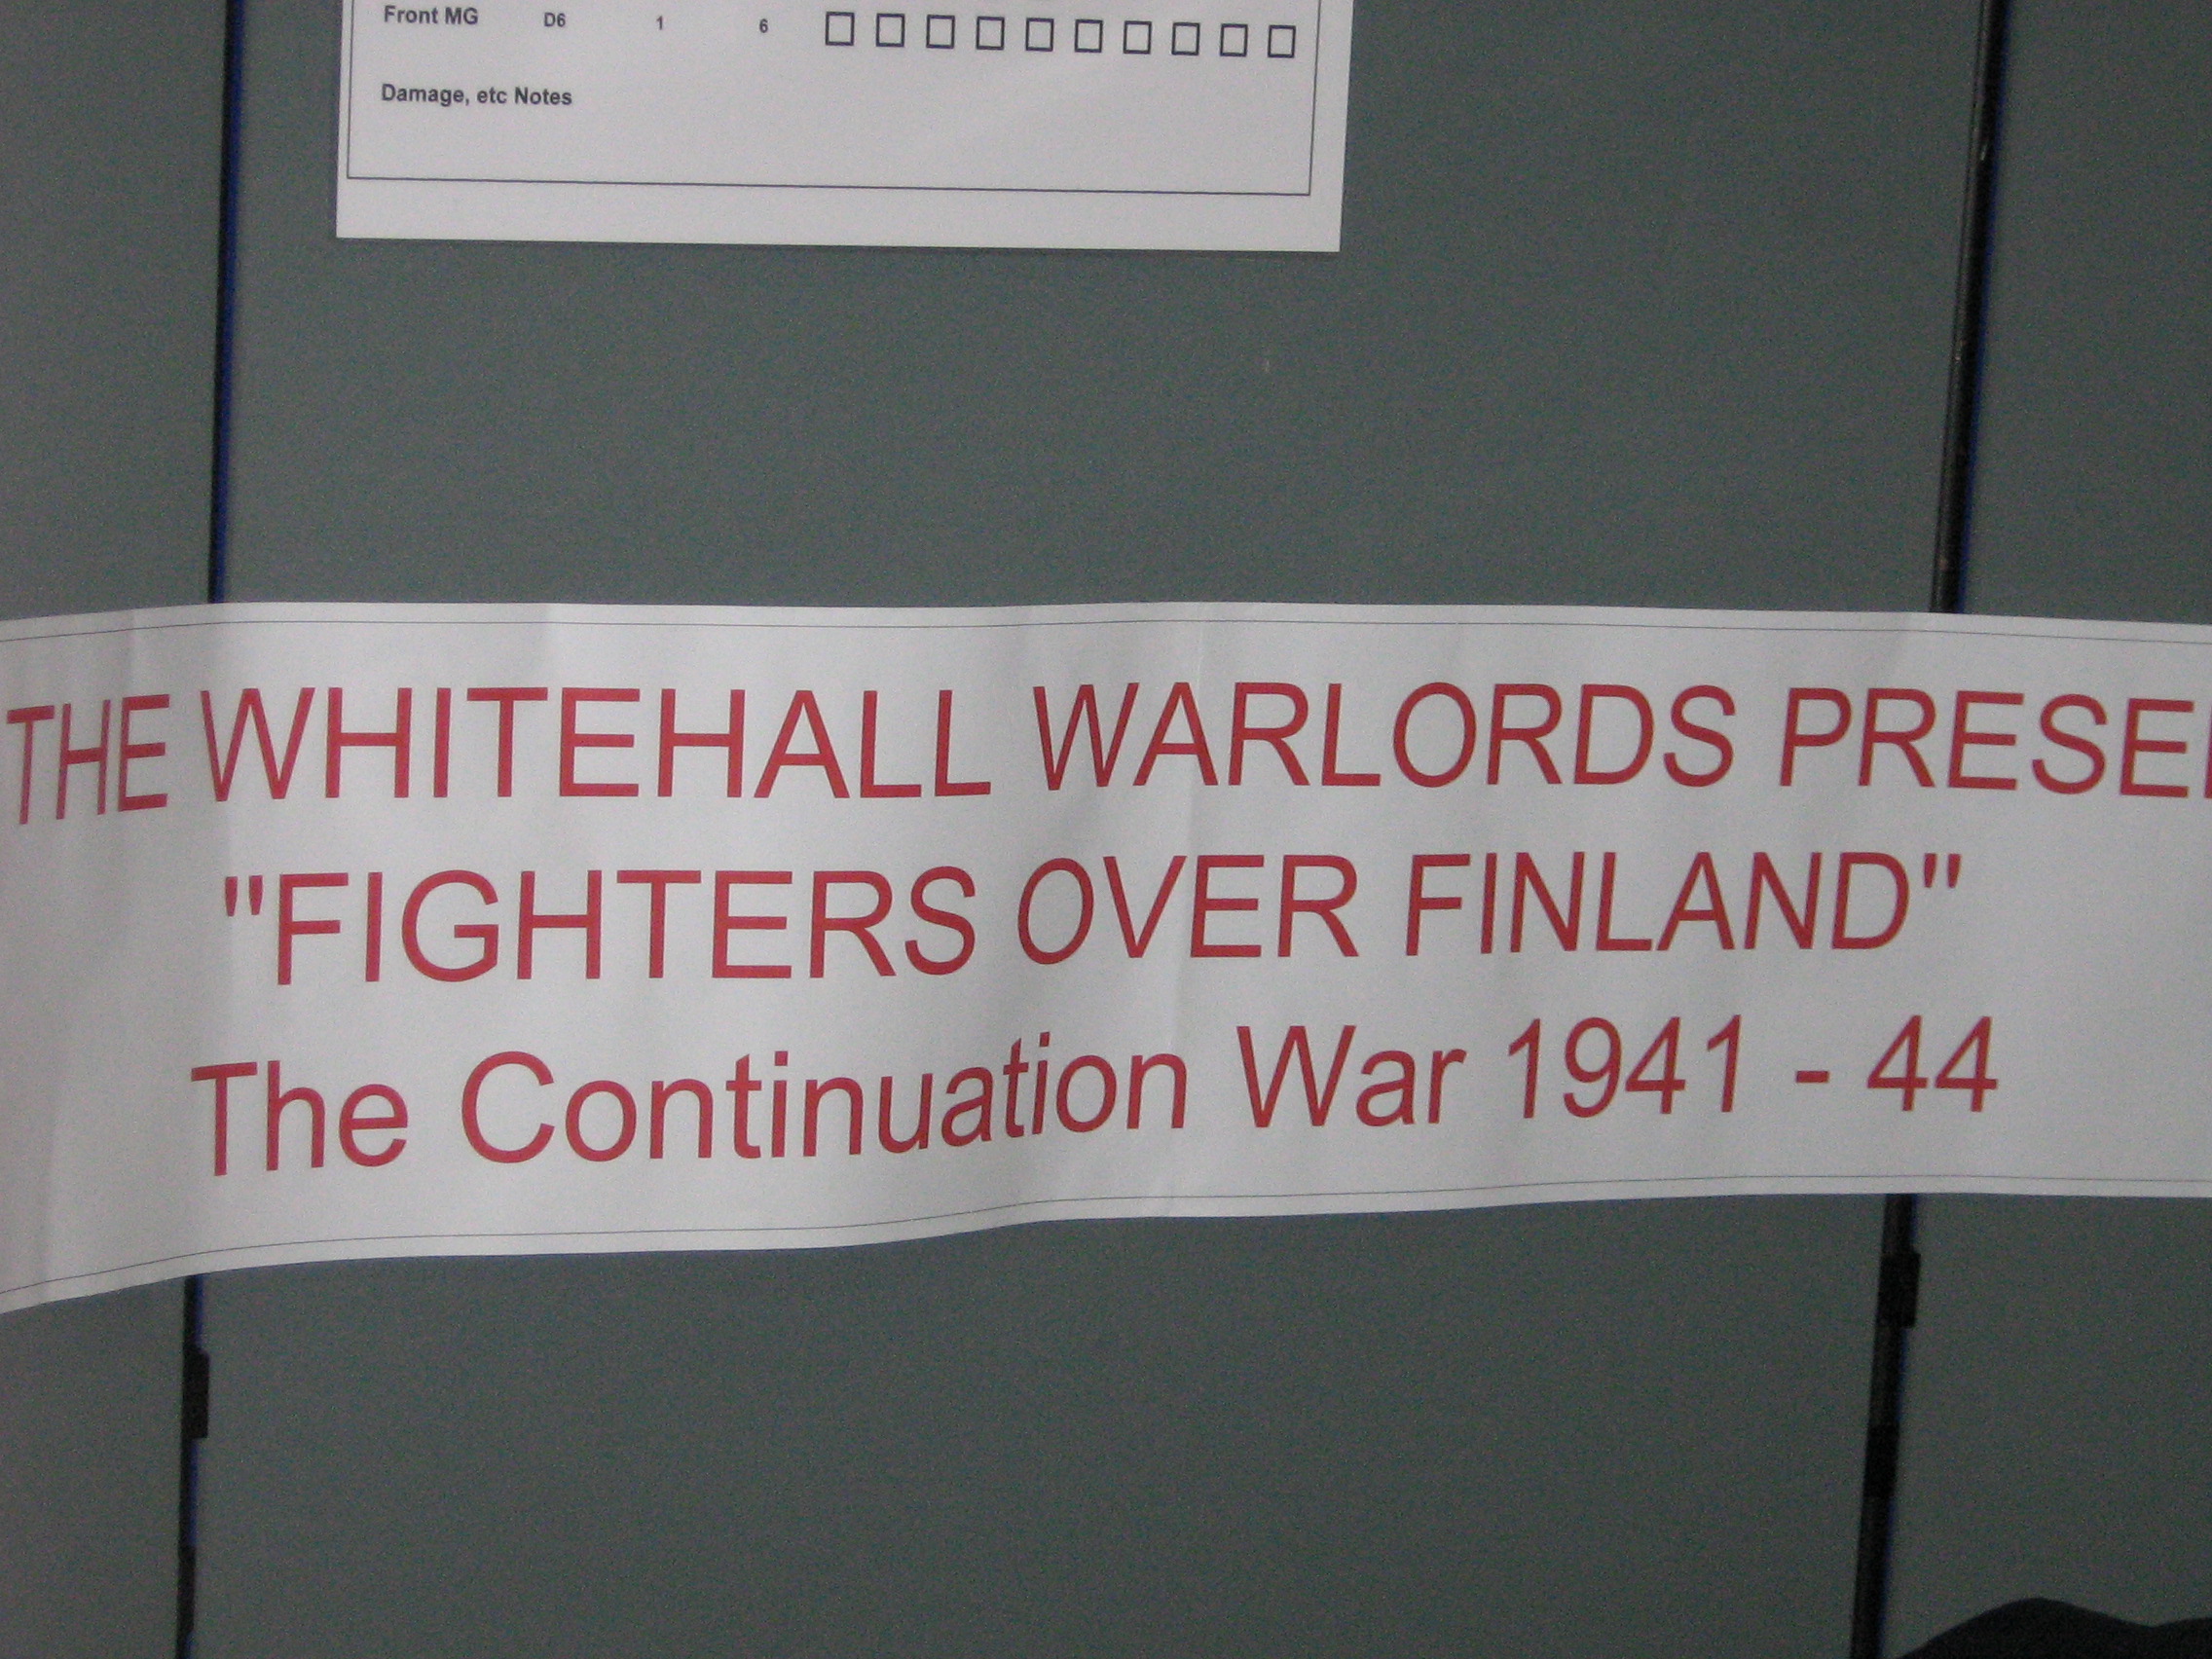 Front MG D6 1 6
Damage, etc Notes
THE WHITEHALL WARLORDS PRESE
"FIGHTERS OVER FINLAND"
The Continuation War 1941 - 44